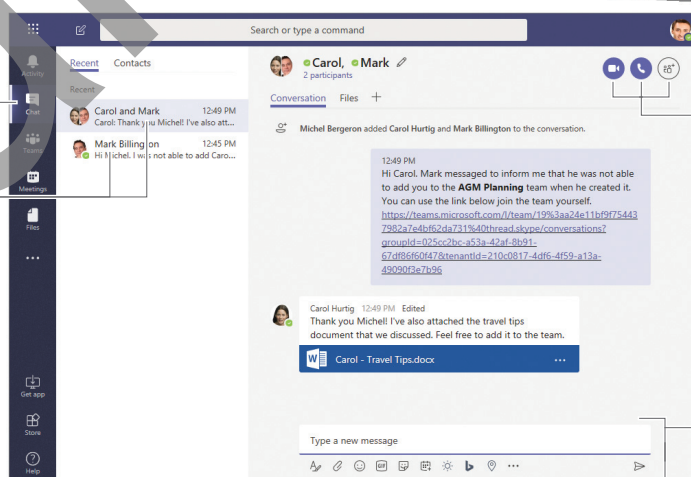 Search or type a command
Activity
Chat
Teams
Meetings
Files
Get app
Store
Help
Recent Contacts
Recent
Carol and Mark 12:49 PM
Carol: Thank you Michel! I've also att...
Mark Billington 12:45 PM
Hi Michel. I was not able to add Caro...
Carol, Mark
2 participants
Conversation Files
Michel Bergeron added Carol Hurtig and Mark Billington to the conversation.
12:49 PM
Hi Carol. Mark messaged to inform me that he was not able
to add you to the AGM Planning team when he created it.
You can use the link below join the team yourself.
https://teams.microsoft.com/l/team/19%3aa24e11bf9f75443
7982a7e4bf62da731%40thread.skype/conversations?
groupId=025cc2bc-a53a-42af-8b91-
67df86f60f47&tenantId=210c0817-4df6-4f59-a13a-
49090f3e7b96
Carol Hurtig 12:49 PM Edited
Thank you Michel! I've also attached the travel tips
document that we discussed. Feel free to add it to the team.
W Carol - Travel Tips.docx
Type a new message
GIF